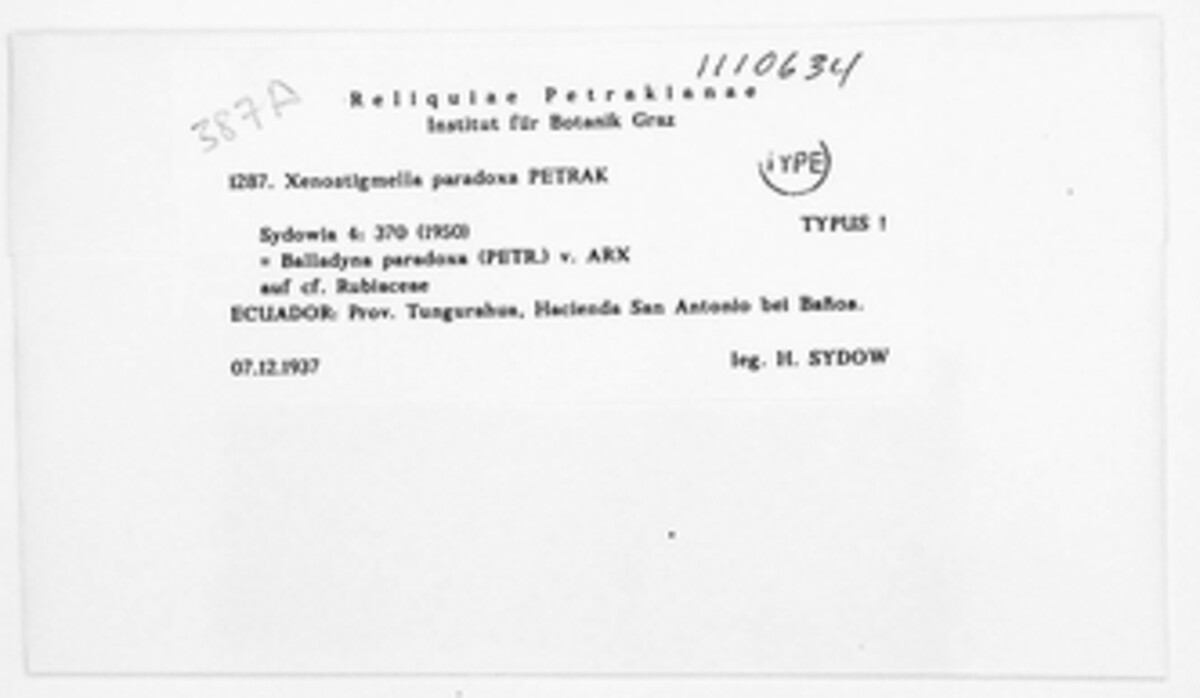 1110634
387A
Reliquiae Petrakianae
Institut für Botanik Graz
1287. Xenostigmella paradoxa PETRAK
TYPE
Sydowia 4: 370 (1950)
TYPUS !
= Balladyna paradoxa (PETR.) v. ARX
auf cf. Rubiaceae
ECUADOR: Prov. Tungurahua, Hacienda San Antonio bei Baños.
07.12.1937
leg. H. SYDOW